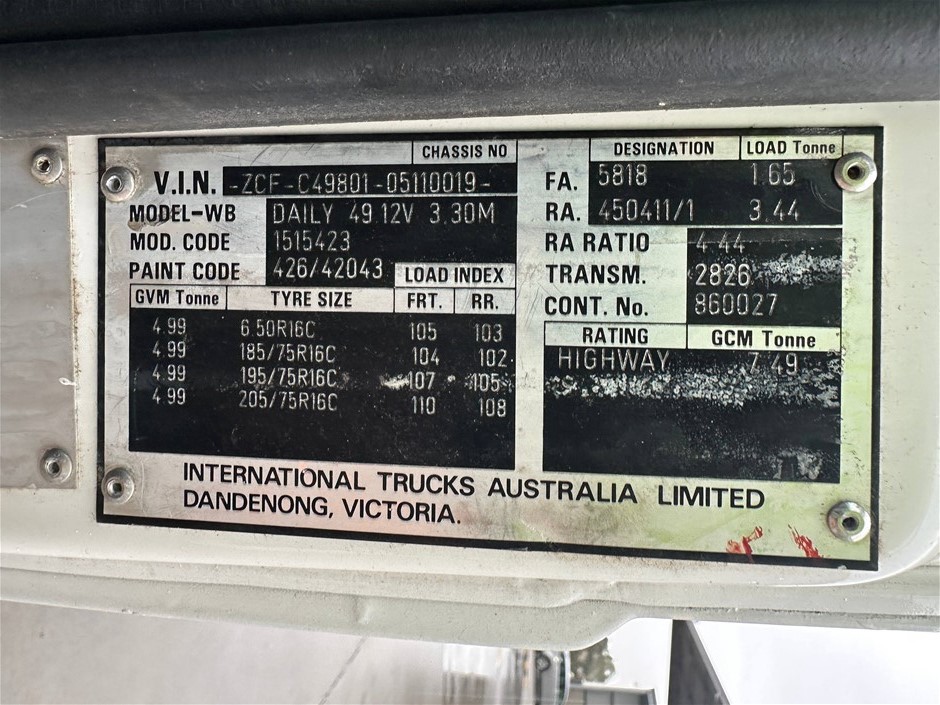 CHASSIS NO
V.I.N. -ZCF-C49801-05110019-
MODEL-WB DAILY 49.12V 3.30M
MOD. CODE 1515423
PAINT CODE 426/42043 LOAD INDEX
GVM Tonne TYRE SIZE FRT. RR.
4.99 6.50R16C 105 103
4.99 185/75R16C 104 102
4.99 195/75R16C 107 105
4.99 205/75R16C 110 108
DESIGNATION LOAD Tonne
FA. 5818 1.65
RA. 450411/1 3.44
RA RATIO 4.44
TRANSM. 2826
CONT. No. 860027
RATING GCM Tonne
HIGHWAY 7.49
INTERNATIONAL TRUCKS AUSTRALIA LIMITED
DANDENONG, VICTORIA.